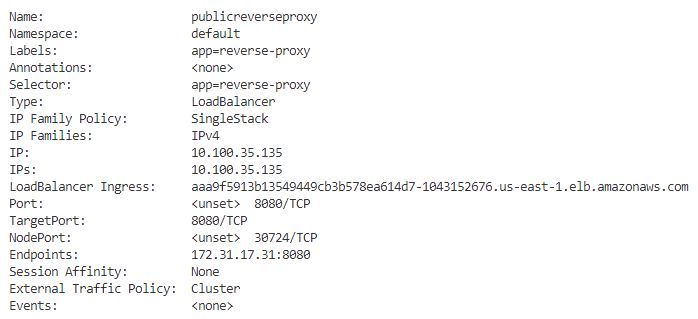 Name: publicreverseproxy
Namespace: default
Labels: app=reverse-proxy
Annotations: <none>
Selector: app=reverse-proxy
Type: LoadBalancer
IP Family Policy: SingleStack
IP Families: IPv4
IP: 10.100.35.135
IPs: 10.100.35.135
LoadBalancer Ingress: aaa9f5913b13549449cb3b578ea614d7-1043152676.us-east-1.elb.amazonaws.com
Port: <unset> 8080/TCP
TargetPort: 8080/TCP
NodePort: <unset> 30724/TCP
Endpoints: 172.31.17.31:8080
Session Affinity: None
External Traffic Policy: Cluster
Events: <none>